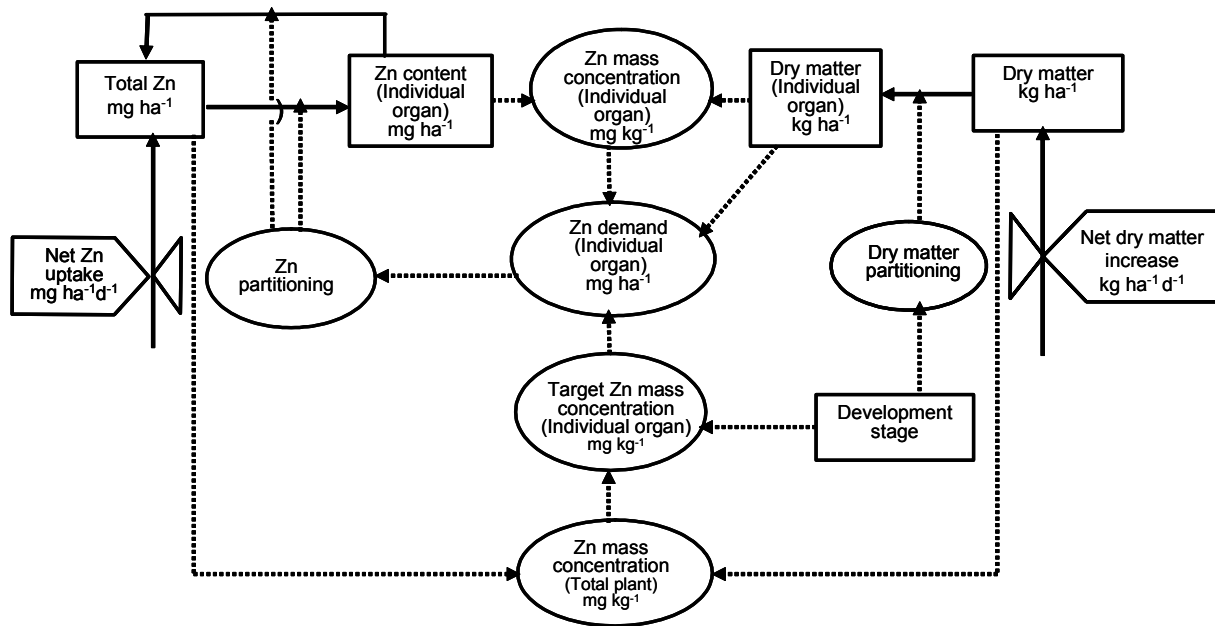 Total Zn
mg ha⁻¹
Zn content
(Individual
organ)
mg ha⁻¹
Zn mass
concentration
(Individual
organ)
mg kg⁻¹
Dry matter
(Individual
organ)
kg ha⁻¹
Dry matter
kg ha⁻¹
Net Zn
uptake
mg ha⁻¹d⁻¹
Zn
partitioning
Zn demand
(Individual
organ)
mg ha⁻¹
Dry matter
partitioning
Net dry matter
increase
kg ha⁻¹ d⁻¹
Target Zn mass
concentration
(Individual organ)
mg kg⁻¹
Development
stage
Zn mass
concentration
(Total plant)
mg kg⁻¹